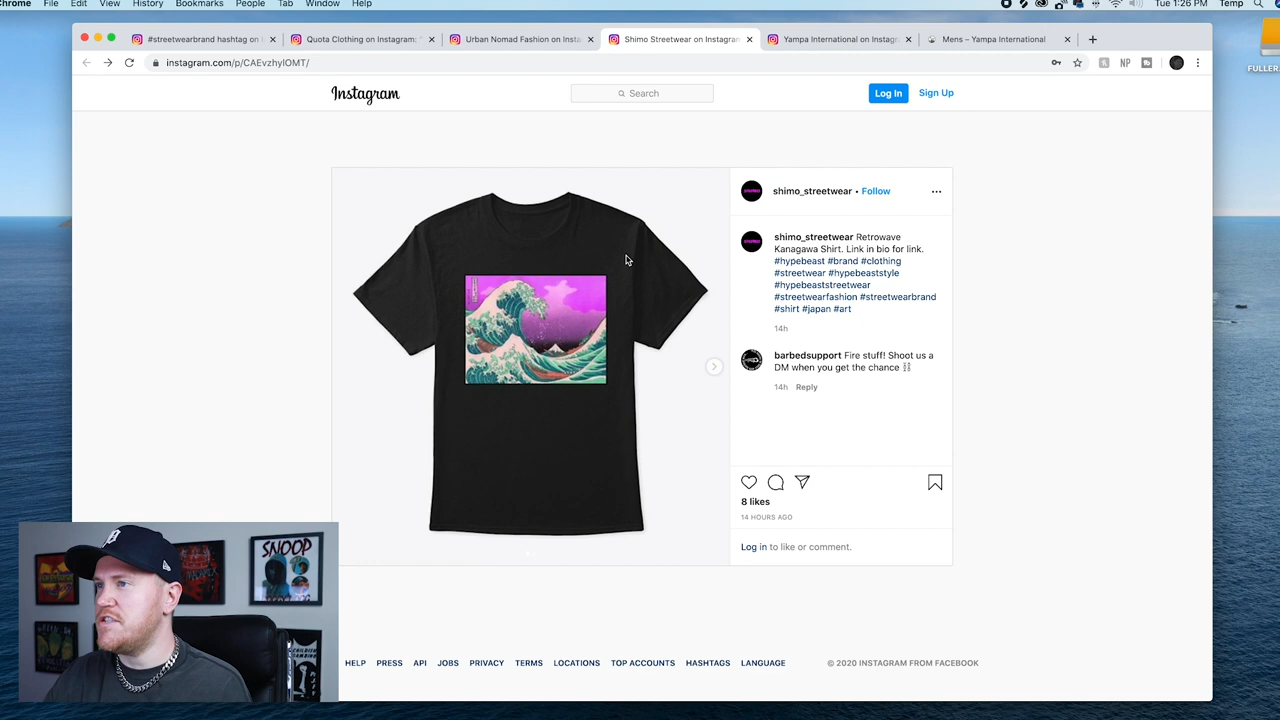 Chrome File Edit View History Bookmarks People Tab Window Help Tue 1:26 PM Temp
#streetwearbrand hashtag on I Quota Clothing on Instagram: " Urban Nomad Fashion on Insta Shimo Streetwear on Instagram Yampa International on Instagr Mens – Yampa International
instagram.com/p/CAEvzhylOMT/ NP
FULLER
Instagram Search Log In Sign Up
shimo_streetwear • Follow
shimo_streetwear Retrowave
Kanagawa Shirt. Link in bio for link.
#hypebeast #brand #clothing
#streetwear #hypebeaststyle
#hypebeaststreetwear
#streetwearfashion #streetwearbrand
#shirt #japan #art
14h
barbedsupport Fire stuff! Shoot us a
DM when you get the chance ⛓
14h Reply
8 likes
14 HOURS AGO
Log in to like or comment.
SNOOP
HELP PRESS API JOBS PRIVACY TERMS LOCATIONS TOP ACCOUNTS HASHTAGS LANGUAGE © 2020 INSTAGRAM FROM FACEBOOK